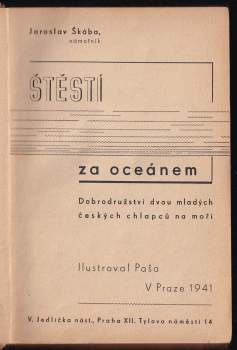 Jaroslav Škába,
námořník
ŠTĚSTÍ
za oceánem
Dobrodružství dvou mladých
českých chlapců na moři
Ilustroval Paša
V Praze 1941
V. Jedlička nást., Praha XII. Tylovo náměstí 14